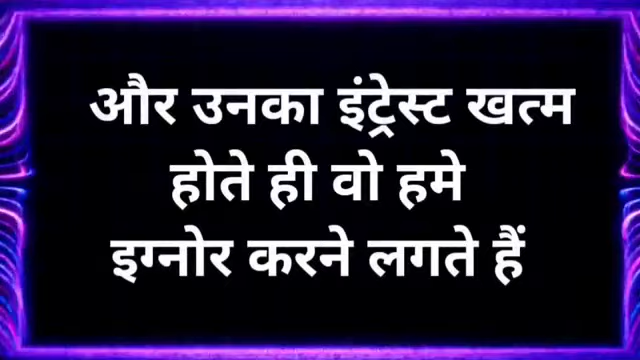 और उनका इंट्रेस्ट खत्म
होते ही वो हमे
इग्नोर करने लगते हैं